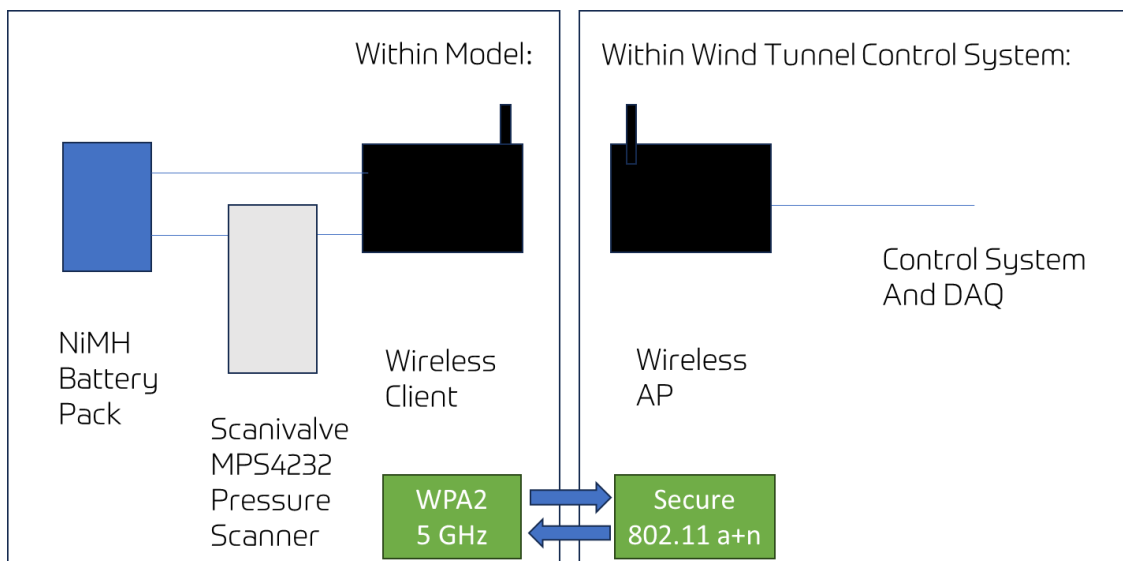 Within Model:
Within Wind Tunnel Control System:
NiMH
Battery
Pack
Scanivalve
MPS4232
Pressure
Scanner
Wireless
Client
Wireless
AP
Control System
And DAQ
WPA2
5 GHz
Secure
802.11 a+n